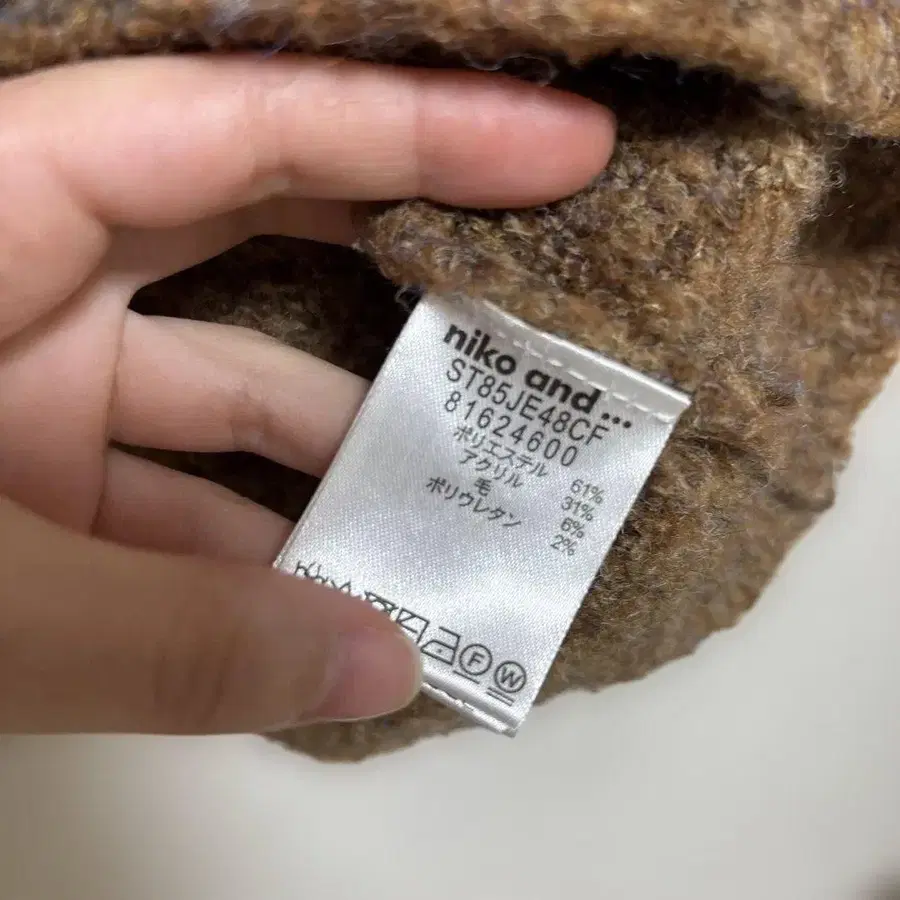 niko and...
ST85JE48CF
81624600
ポリエステル 61%
アクリル 31%
毛 6%
ポリウレタン 2%
F W